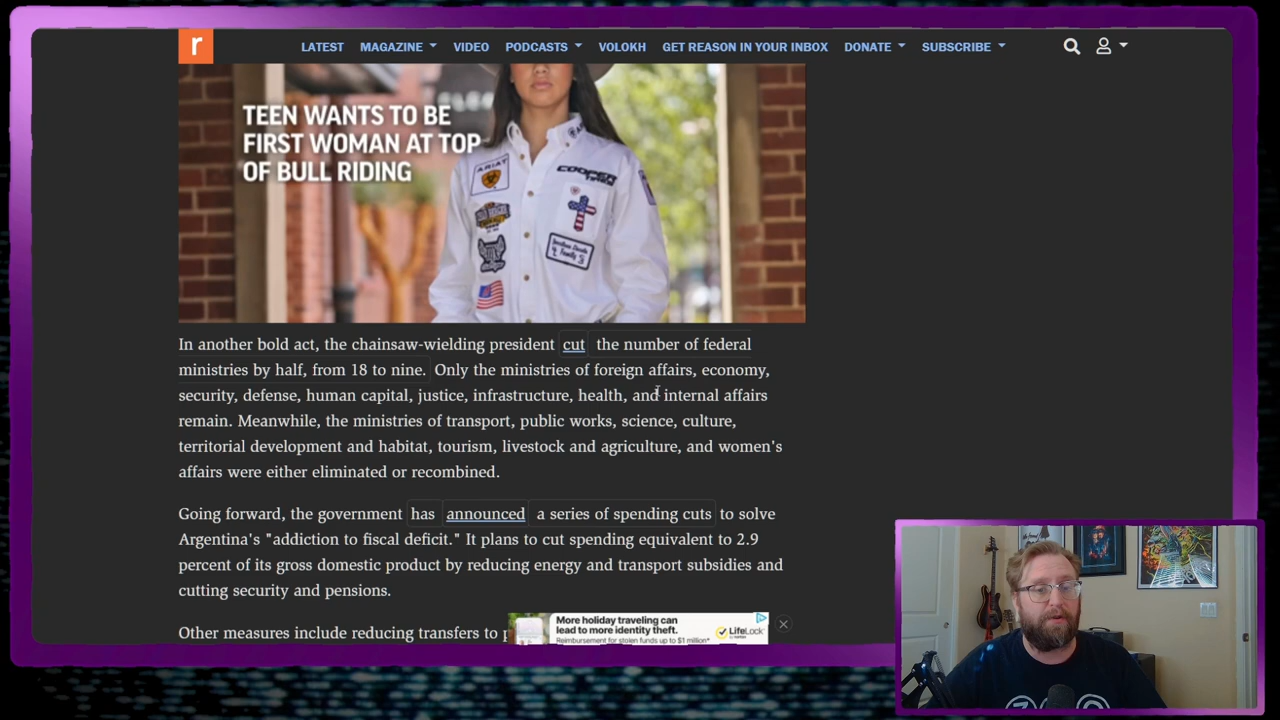 r
LATEST MAGAZINE VIDEO PODCASTS VOLOKH GET REASON IN YOUR INBOX DONATE SUBSCRIBE
TEEN WANTS TO BE
FIRST WOMAN AT TOP
OF BULL RIDING
ARIAT
COOPER
In another bold act, the chainsaw-wielding president cut the number of federal
ministries by half, from 18 to nine. Only the ministries of foreign affairs, economy,
security, defense, human capital, justice, infrastructure, health, and internal affairs
remain. Meanwhile, the ministries of transport, public works, science, culture,
territorial development and habitat, tourism, livestock and agriculture, and women's
affairs were either eliminated or recombined.
Going forward, the government has announced a series of spending cuts to solve
Argentina's "addiction to fiscal deficit." It plans to cut spending equivalent to 2.9
percent of its gross domestic product by reducing energy and transport subsidies and
cutting security and pensions.
Other measures include reducing transfers to p
More holiday traveling can
lead to more identity theft.
Reimbursement for stolen funds up to $1 million*
LifeLock